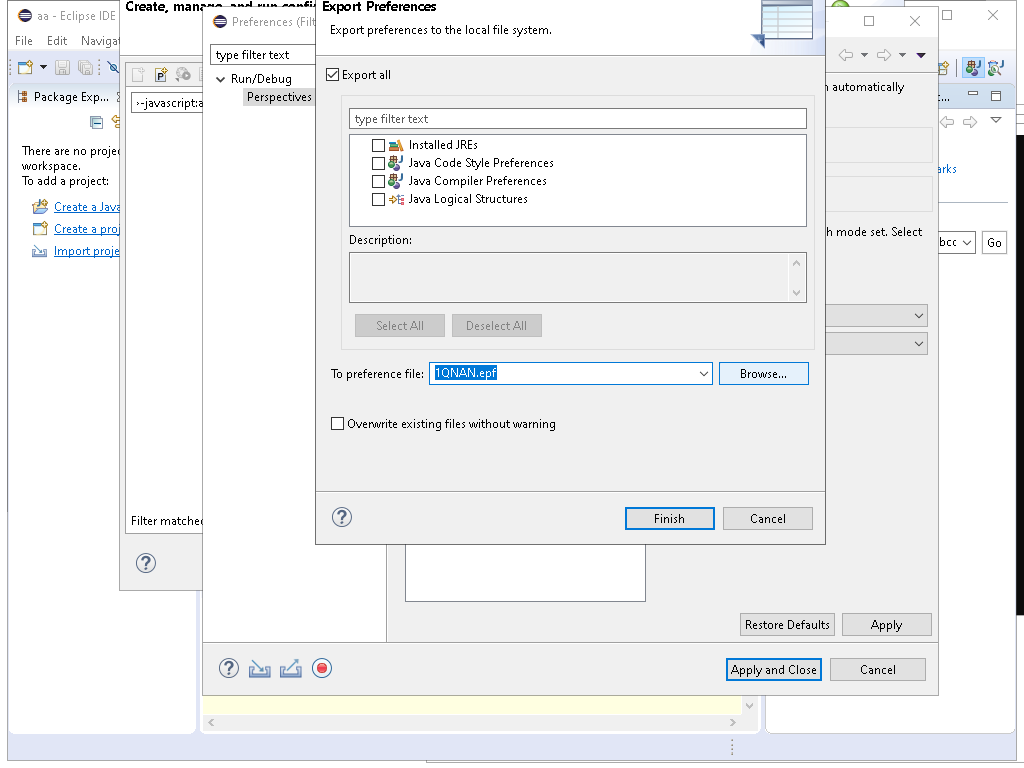 aa - Eclipse IDE
File Edit Navigat
Package Exp...
There are no proje
workspace.
To add a project:
Create a Java
Create a proj
Import proje
Create, manage, and run config
›-javascript:a
Filter matched
Preferences (Filt
type filter text
Run/Debug
Perspectives
Export Preferences
Export preferences to the local file system.
Export all
type filter text
Installed JREs
Java Code Style Preferences
Java Compiler Preferences
Java Logical Structures
Description:
Select All Deselect All
To preference file: 1QNAN.epf Browse...
Overwrite existing files without warning
Finish Cancel
n automatically
h mode set. Select
Restore Defaults Apply
Apply and Close Cancel
t...
arks
Go